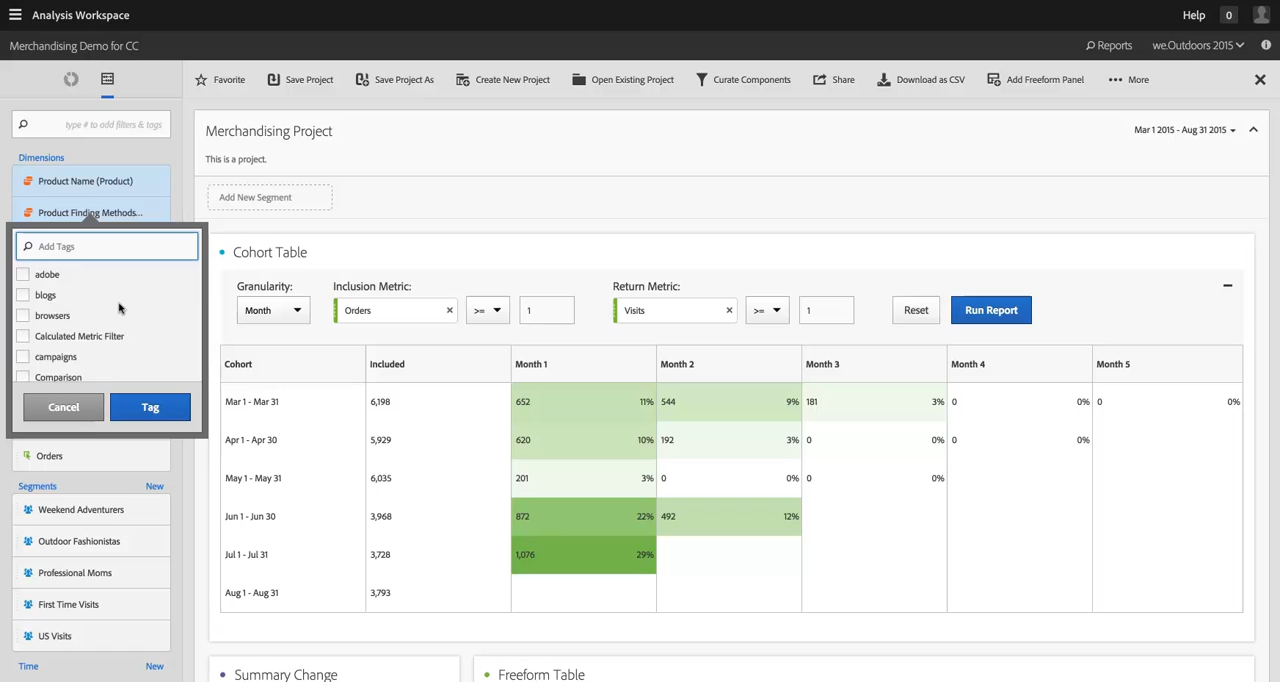 Analysis Workspace
Help 0
Merchandising Demo for CC
Reports we.Outdoors 2015
Favorite Save Project Save Project As Create New Project Open Existing Project Curate Components Share Download as CSV Add Freeform Panel More
type # to add filters & tags
Dimensions
Product Name (Product)
Product Finding Methods...
Add Tags
adobe
blogs
browsers
Calculated Metric Filter
campaigns
Comparison
Cancel Tag
Orders
Segments New
Weekend Adventurers
Outdoor Fashionistas
Professional Moms
First Time Visits
US Visits
Time New
Merchandising Project
Mar 1 2015 - Aug 31 2015
This is a project.
Add New Segment
Cohort Table
Granularity: Inclusion Metric: Return Metric:
Month Orders × >= 1 Visits × >= 1 Reset Run Report
Cohort Included Month 1 Month 2 Month 3 Month 4 Month 5
Mar 1 - Mar 31 6,198 652 11% 544 9% 181 3% 0 0% 0 0%
Apr 1 - Apr 30 5,929 620 10% 192 3% 0 0% 0 0%
May 1 - May 31 6,035 201 3% 0 0% 0 0%
Jun 1 - Jun 30 3,968 872 22% 492 12%
Jul 1 - Jul 31 3,728 1,076 29%
Aug 1 - Aug 31 3,793
Summary Change
Freeform Table